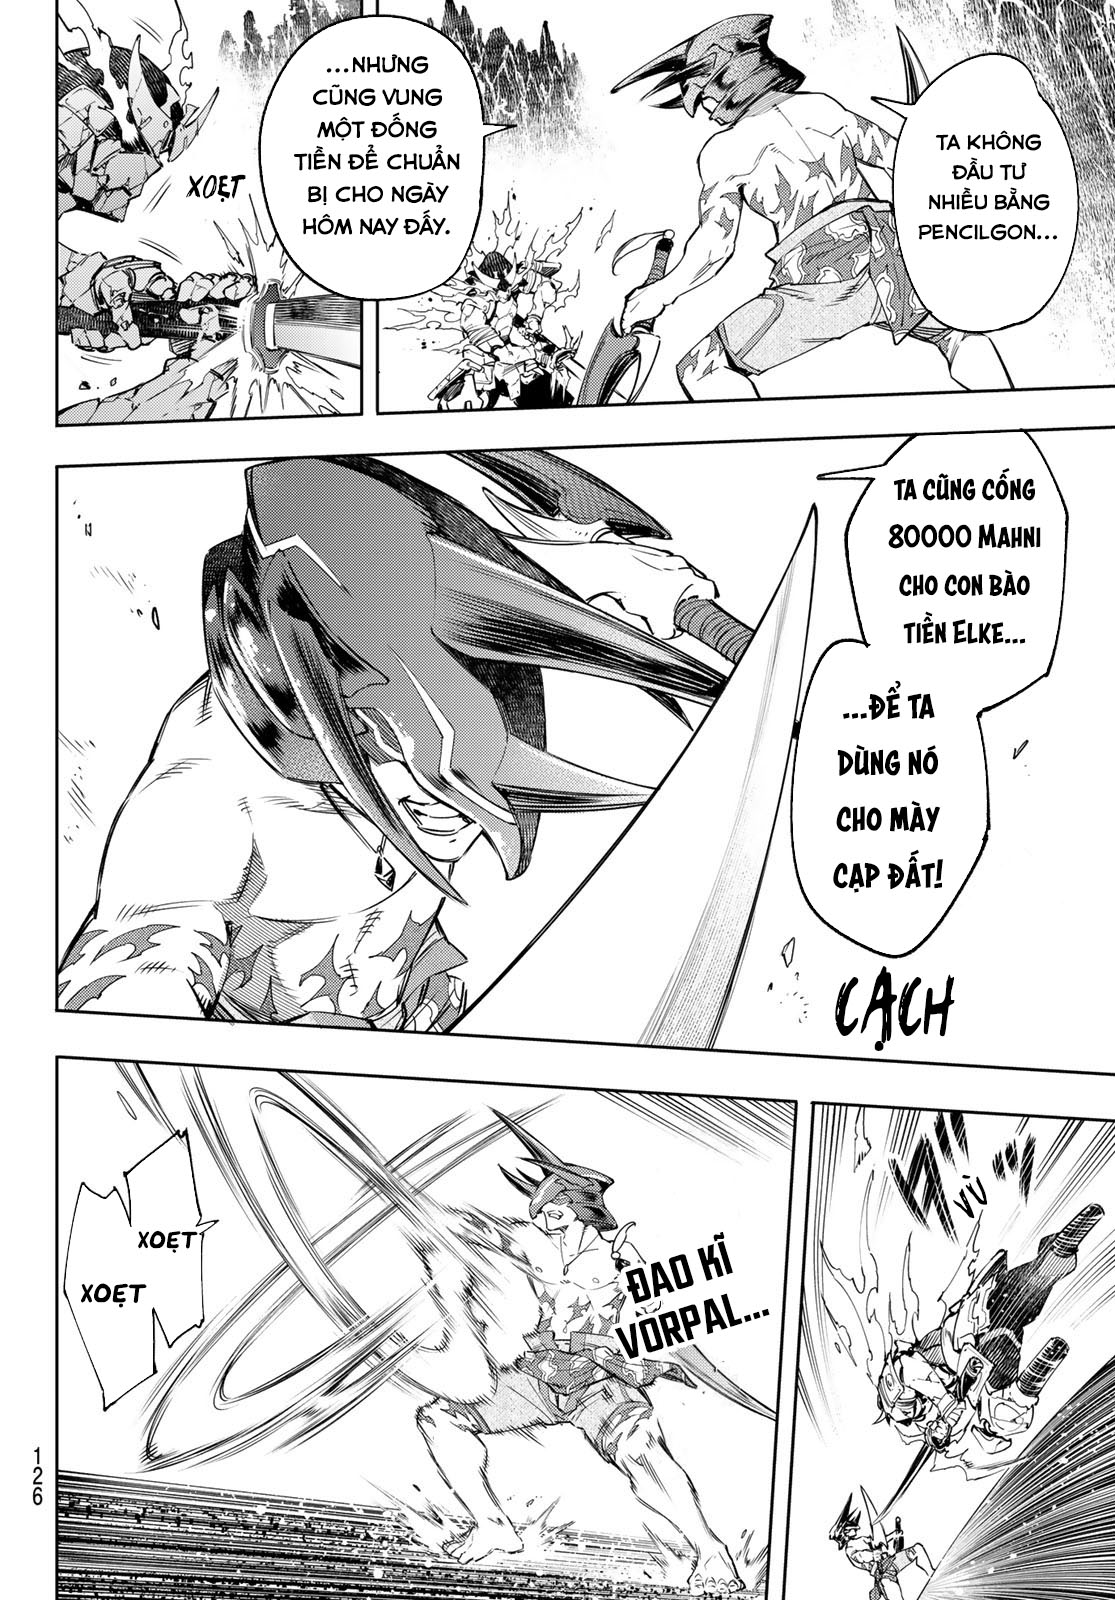 TA KHÔNG
ĐẦU TƯ
NHIỀU BẰNG
PENCILGON...
...NHƯNG
CŨNG VUNG
MỘT ĐỐNG
TIỀN ĐỂ CHUẨN
BỊ CHO NGÀY
HÔM NAY ĐẤY.
XOẸT
TA CŨNG CỐNG
80000 MAHNI
CHO CON BÀO
TIỀN ELKE...
...ĐỂ TA
DÙNG NÓ
CHO MÀY
CẠP ĐẤT!
CẠCH
VÙ
ĐAO KĨ
VORPAL...
XOẸT
XOẸT
126